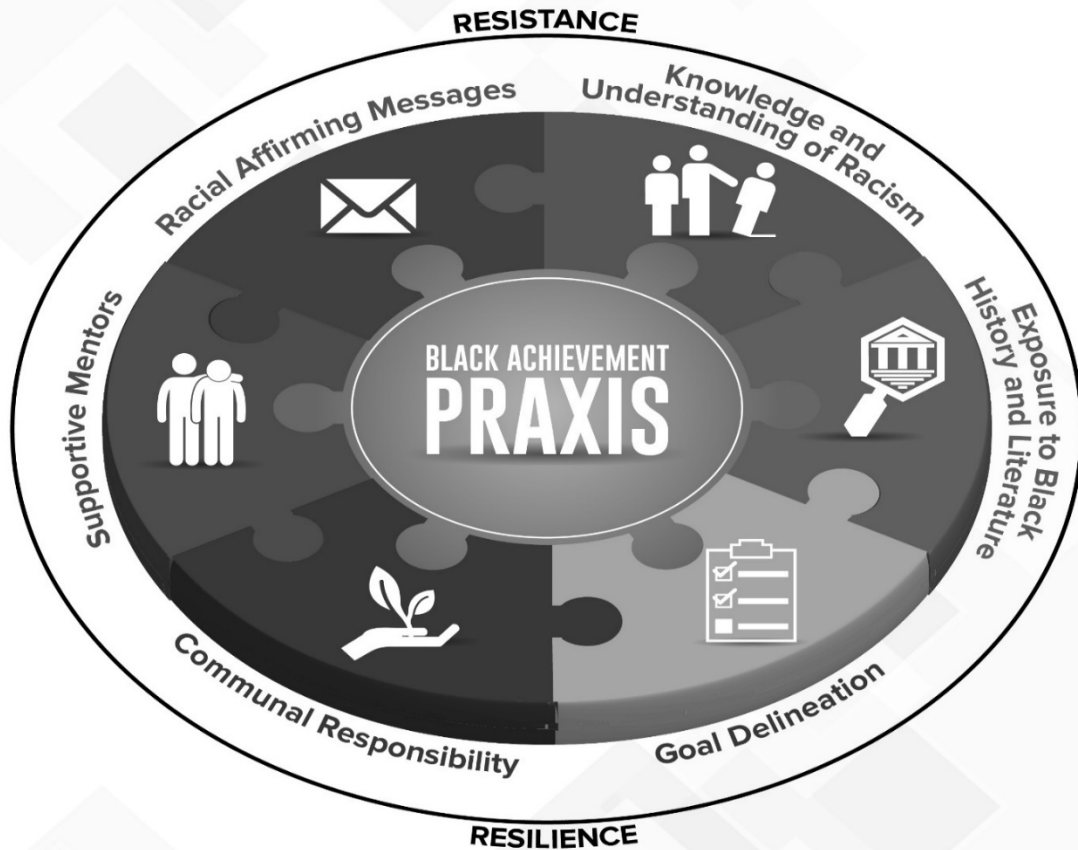 RESISTANCE
Racial Affirming Messages
Knowledge and
Understanding of Racism
Exposure to Black
History and Literature
Supportive Mentors
BLACK ACHIEVEMENT
PRAXIS
Communal Responsibility
Goal Delineation
RESILIENCE